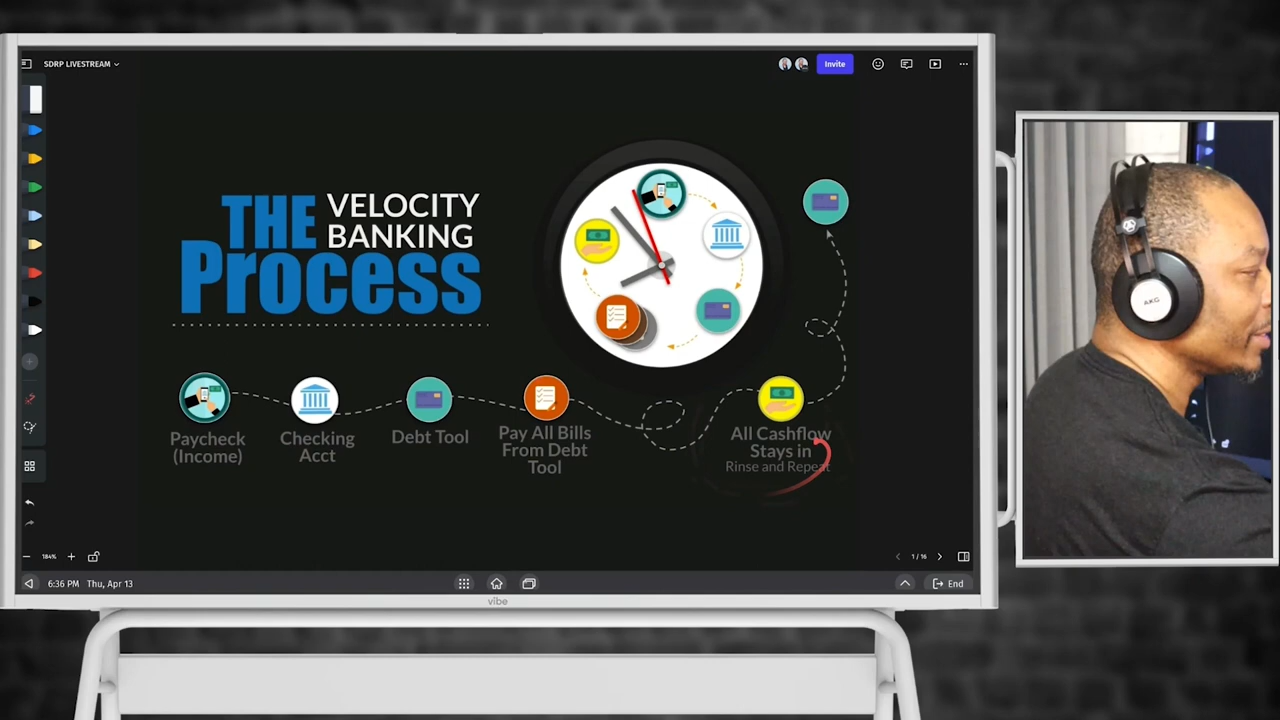 SDRP LIVESTREAM
Invite
THE VELOCITY
BANKING
Process
Paycheck
(Income)
Checking
Acct
Debt Tool
Pay All Bills
From Debt
Tool
All Cashflow
Stays in
Rinse and Repeat
184%
1 / 16
6:36 PM Thu, Apr 13
End
vibe
AKG